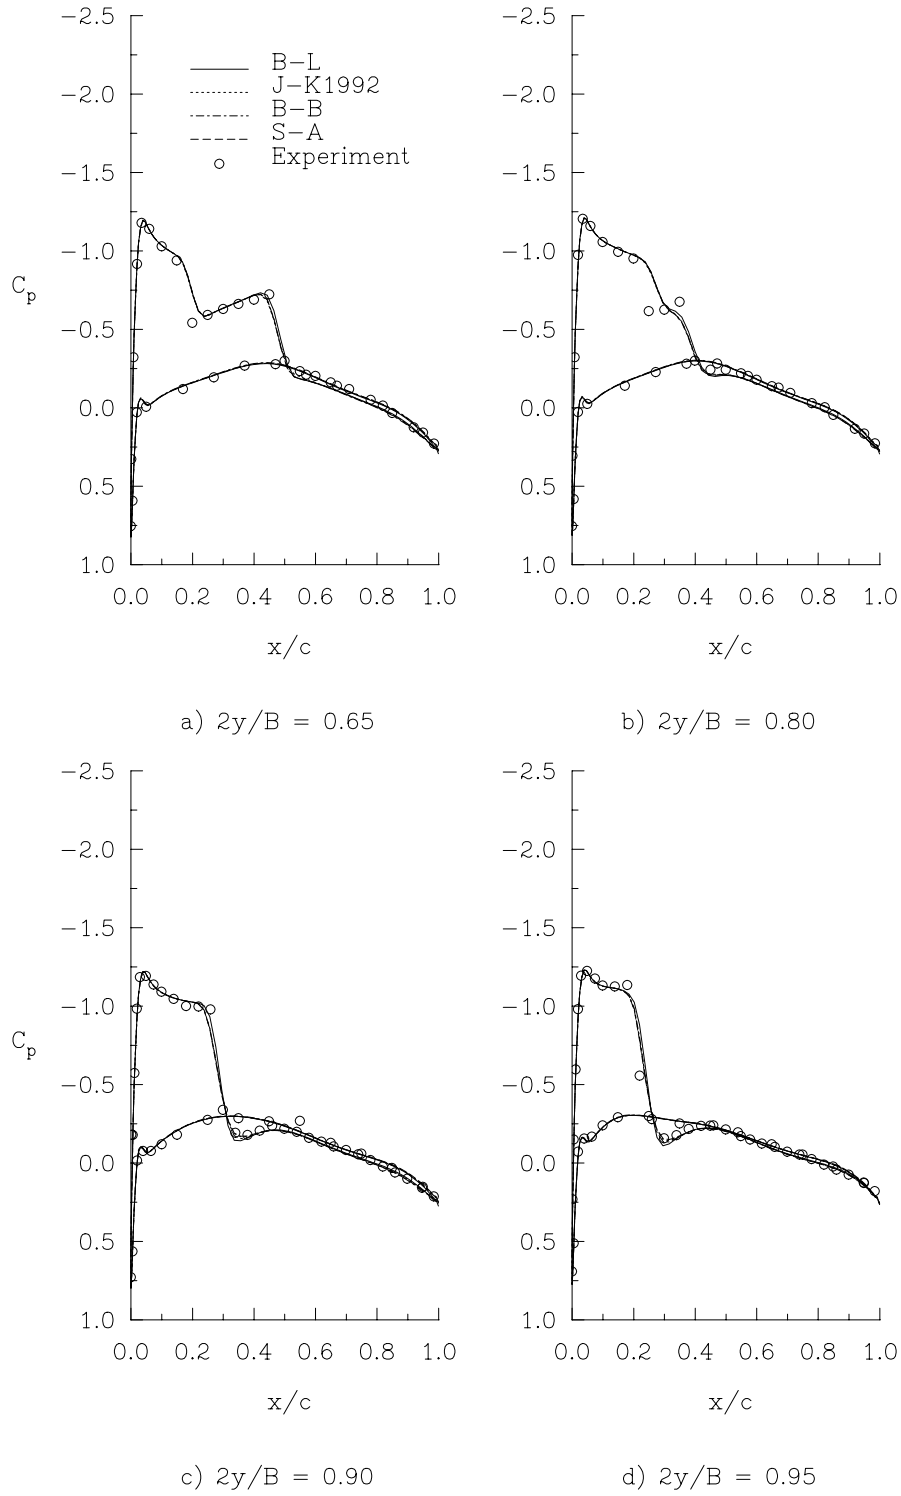 −2.5
−2.0
−1.5
−1.0
−0.5
0.0
0.5
1.0
C_p
B−L
J−K1992
B−B
S−A
Experiment
0.0 0.2 0.4 0.6 0.8 1.0
x/c
a) 2y/B = 0.65
−2.5
−2.0
−1.5
−1.0
−0.5
0.0
0.5
1.0
0.0 0.2 0.4 0.6 0.8 1.0
x/c
b) 2y/B = 0.80
−2.5
−2.0
−1.5
−1.0
−0.5
0.0
0.5
1.0
C_p
0.0 0.2 0.4 0.6 0.8 1.0
x/c
c) 2y/B = 0.90
−2.5
−2.0
−1.5
−1.0
−0.5
0.0
0.5
1.0
0.0 0.2 0.4 0.6 0.8 1.0
x/c
d) 2y/B = 0.95